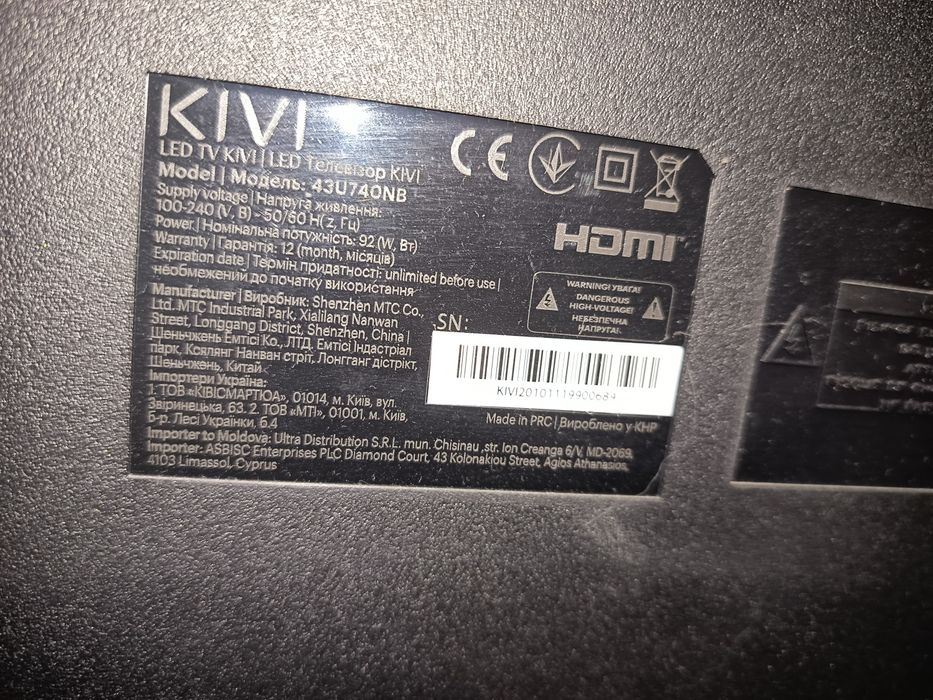 KIVI
LED TV KIVI | LED Телевізор KIVI
Model | Модель: 43U740NB
Supply voltage | Напруга живлення:
100-240 (V, В) - 50/60 H( z, Гц)
Power | Номінальна потужність: 92 (W, Вт)
Warranty | Гарантія: 12 (month, місяців)
Expiration date | Термін придатності: unlimited before use |
необмежений до початку використання
Manufacturer | Виробник: Shenzhen MTC Co.,
Ltd. MTC Industrial Park, Xialilang Nanwan
Street, Longgang District, Shenzhen, China |
Шеньчжень Емтісі Ко., ЛТД. Емтісі Індастріал
парк, Ксялянг Нанван стріт, Лонгганг дістрікт,
Шеньчжень, Китай
Імпортери Україна:
1. ТОВ «КІВІСМАРТЮА», 01014, м. Київ, вул.
Звіринецька, 63. 2. ТОВ «МТІ», 01001, м. Київ,
б-р. Лесі Українки, 6.4
Importer to Moldova: Ultra Distribution S.R.L. mun. Chisinau ,str. Ion Creanga 6/V, MD-2069,
Importer: ASBISC Enterprises PLC Diamond Court, 43 Kolonakiou Street, Agios Athanasios,
4103 Limassol, Cyprus
CE
HDMI
WARNING! УВАГА!
DANGEROUS
HIGH-VOLTAGE!
НЕБЕЗПЕЧНА
НАПРУГА!
SN:
KIVI20101119900689
Made in PRC | Вироблено у КНР